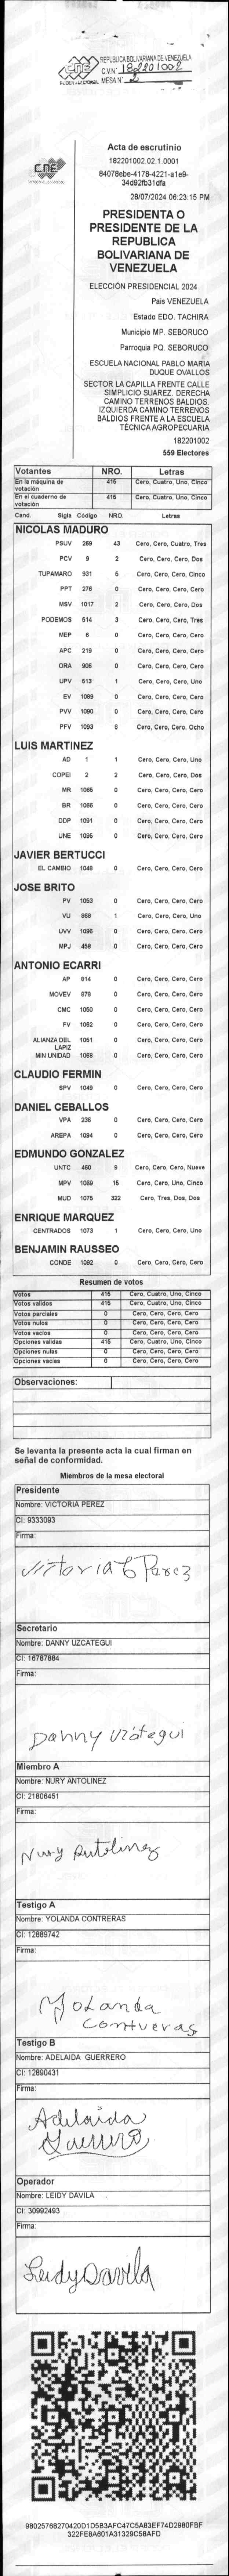 CNE
REPUBLICA BOLIVARIANA DE VENEZUELA
CVN° 182201002
MESA N° 2
CNE
Acta de escrutinio
182201002.02.1.0001
84078ebe-4178-4221-a1e9-
34d92fb31dfa
28/07/2024 06:23:15 PM
PRESIDENTA O
PRESIDENTE DE LA
REPUBLICA
BOLIVARIANA DE
VENEZUELA
ELECCIÓN PRESIDENCIAL 2024
Pais VENEZUELA
Estado EDO. TACHIRA
Municipio MP. SEBORUCO
Parroquia PQ. SEBORUCO
ESCUELA NACIONAL PABLO MARIA
DUQUE OVALLOS
SECTOR LA CAPILLA FRENTE CALLE
SIMPLICIO SUAREZ. DERECHA
CAMINO TERRENOS BALDIOS.
IZQUIERDA CAMINO TERRENOS
BALDIOS FRENTE A LA ESCUELA
TÉCNICA AGROPECUARIA
182201002
559 Electores
Votantes NRO. Letras
En la máquina de votación 415 Cero, Cuatro, Uno, Cinco
En el cuaderno de votación 415 Cero, Cuatro, Uno, Cinco
Cand. Sigla Código NRO. Letras
NICOLAS MADURO
PSUV 269 43 Cero, Cero, Cuatro, Tres
PCV 9 2 Cero, Cero, Cero, Dos
TUPAMARO 931 5 Cero, Cero, Cero, Cinco
PPT 276 0 Cero, Cero, Cero, Cero
MSV 1017 2 Cero, Cero, Cero, Dos
PODEMOS 514 3 Cero, Cero, Cero, Tres
MEP 6 0 Cero, Cero, Cero, Cero
APC 219 0 Cero, Cero, Cero, Cero
ORA 906 0 Cero, Cero, Cero, Cero
UPV 513 1 Cero, Cero, Cero, Uno
EV 1089 0 Cero, Cero, Cero, Cero
PVV 1090 0 Cero, Cero, Cero, Cero
PFV 1093 8 Cero, Cero, Cero, Ocho
LUIS MARTINEZ
AD 1 1 Cero, Cero, Cero, Uno
COPEI 2 2 Cero, Cero, Cero, Dos
MR 1065 0 Cero, Cero, Cero, Cero
BR 1066 0 Cero, Cero, Cero, Cero
DDP 1091 0 Cero, Cero, Cero, Cero
UNE 1095 0 Cero, Cero, Cero, Cero
JAVIER BERTUCCI
EL CAMBIO 1048 0 Cero, Cero, Cero, Cero
JOSE BRITO
PV 1053 0 Cero, Cero, Cero, Cero
VU 868 1 Cero, Cero, Cero, Uno
UVV 1096 0 Cero, Cero, Cero, Cero
MPJ 458 0 Cero, Cero, Cero, Cero
ANTONIO ECARRI
AP 814 0 Cero, Cero, Cero, Cero
MOVEV 878 0 Cero, Cero, Cero, Cero
CMC 1050 0 Cero, Cero, Cero, Cero
FV 1062 0 Cero, Cero, Cero, Cero
ALIANZA DEL LAPIZ 1051 0 Cero, Cero, Cero, Cero
MIN UNIDAD 1068 0 Cero, Cero, Cero, Cero
CLAUDIO FERMIN
SPV 1049 0 Cero, Cero, Cero, Cero
DANIEL CEBALLOS
VPA 236 0 Cero, Cero, Cero, Cero
AREPA 1094 0 Cero, Cero, Cero, Cero
EDMUNDO GONZALEZ
UNTC 460 9 Cero, Cero, Cero, Nueve
MPV 1069 15 Cero, Cero, Uno, Cinco
MUD 1075 322 Cero, Tres, Dos, Dos
ENRIQUE MARQUEZ
CENTRADOS 1073 1 Cero, Cero, Cero, Uno
BENJAMIN RAUSSEO
CONDE 1092 0 Cero, Cero, Cero, Cero
Resumen de votos
Votos 415 Cero, Cuatro, Uno, Cinco
Votos validos 415 Cero, Cuatro, Uno, Cinco
Votos parciales 0 Cero, Cero, Cero, Cero
Votos nulos 0 Cero, Cero, Cero, Cero
Votos vacios 0 Cero, Cero, Cero, Cero
Opciones validas 415 Cero, Cuatro, Uno, Cinco
Opciones nulas 0 Cero, Cero, Cero, Cero
Opciones vacias 0 Cero, Cero, Cero, Cero
Observaciones:
Se levanta la presente acta la cual firman en
señal de conformidad.
Miembros de la mesa electoral
Presidente
Nombre: VICTORIA PEREZ
CI: 9333093
Firma:
Victoria E Perez
Secretario
Nombre: DANNY UZCATEGUI
CI: 16787884
Firma:
Danny Uzátegui
Miembro A
Nombre: NURY ANTOLINEZ
CI: 21806451
Firma:
Nury Antolinez
Testigo A
Nombre: YOLANDA CONTRERAS
CI: 12889742
Firma:
Yolanda
Contreras
Testigo B
Nombre: ADELAIDA GUERRERO
CI: 12890431
Firma:
Adelaida
Guerrero
Operador
Nombre: LEIDY DAVILA
CI: 30992493
Firma:
Leidy Davila
98025768270420D1D5B3AFC47C5A83EF74D2980FBF
322FE8A601A31329C58AFD